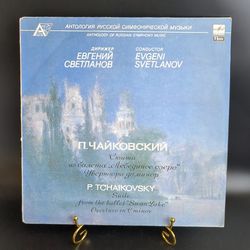 АНТОЛОГИЯ РУССКОЙ СИМФОНИЧЕСКОЙ МУЗЫКИ
ANTHOLOGY OF RUSSIAN SYMPHONY MUSIC
ДИРИЖЕР
ЕВГЕНИЙ
СВЕТЛАНОВ
CONDUCTOR
EVGENI
SVETLANOV
П. ЧАЙКОВСКИЙ
Сюита
из балета „Лебединое озеро"
Увертюра до минор
P. TCHAIKOVSKY
Suite
from the ballet "Swan Lake"
Overture in C minor